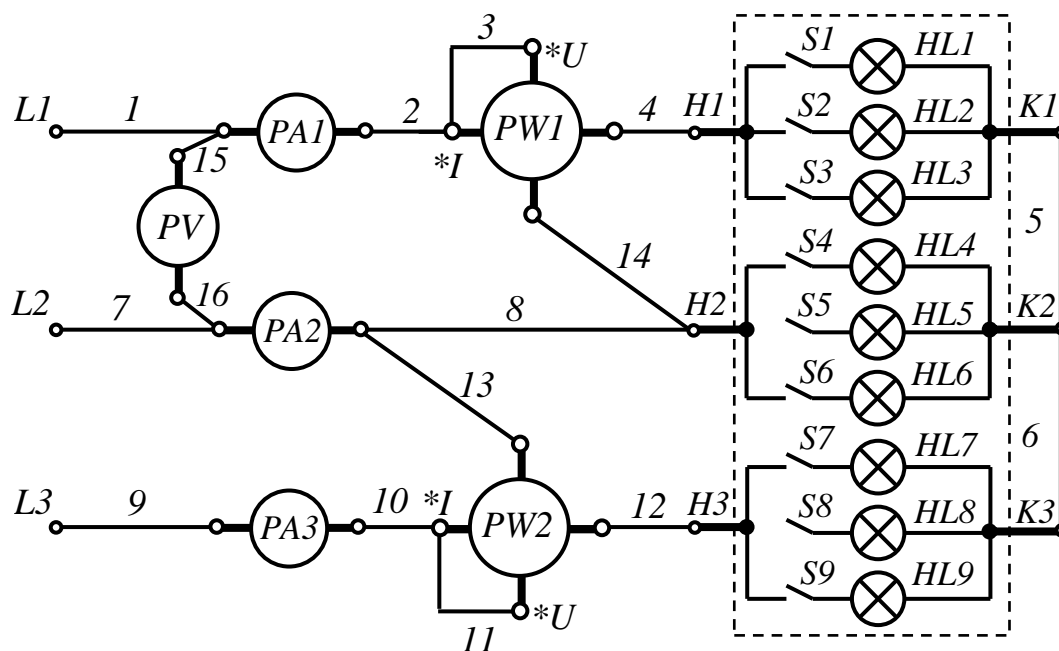 3 *U S1 HL1
L1 1 PA1 2 *I PW1 4 H1 S2 HL2 K1
15 S3 HL3
PV 14 S4 HL4 5
16
L2 7 PA2 8 H2 S5 HL5 K2
13 S6 HL6
S7 HL7 6
L3 9 PA3 10 *I PW2 12 H3 S8 HL8 K3
S9 HL9
11 *U